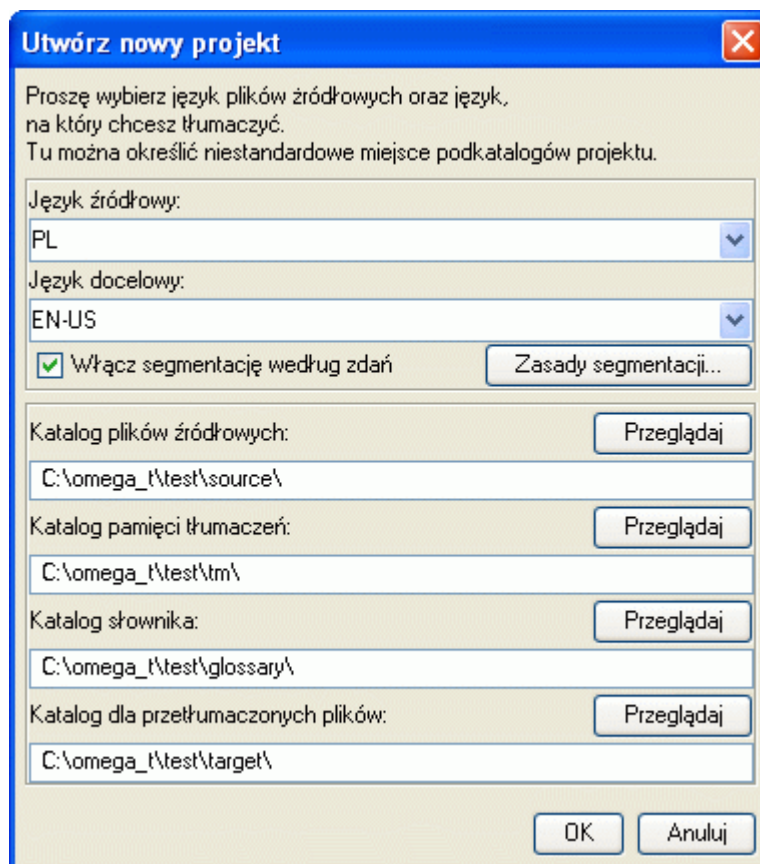 Utwórz nowy projekt
Proszę wybierz język plików źródłowych oraz język,
na który chcesz tłumaczyć.
Tu można określić niestandardowe miejsce podkatalogów projektu.
Język źródłowy:
PL
Język docelowy:
EN-US
Włącz segmentację według zdań
Zasady segmentacji...
Katalog plików źródłowych:
Przeglądaj
C:\omega_t\test\source\
Katalog pamięci tłumaczeń:
Przeglądaj
C:\omega_t\test\tm\
Katalog słownika:
Przeglądaj
C:\omega_t\test\glossary\
Katalog dla przetłumaczonych plików:
Przeglądaj
C:\omega_t\test\target\
OK
Anuluj